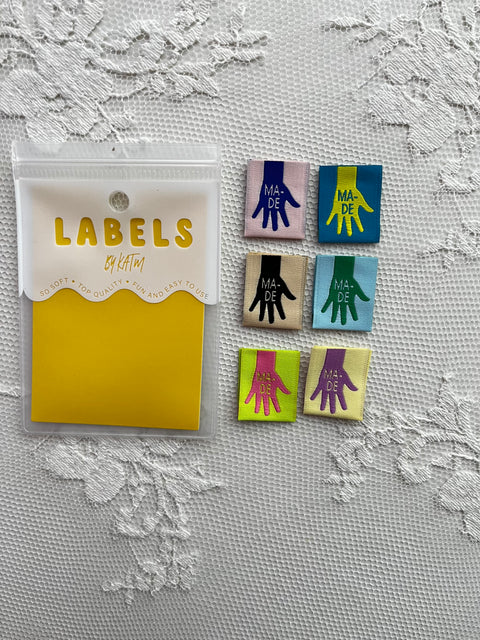 LABELS
BY KATM
SO SOFT • TOP QUALITY • FUN AND EASY TO USE
MA-
DE
MA-
DE
MA-
DE
MA-
DE
MA-
DE
MA-
DE